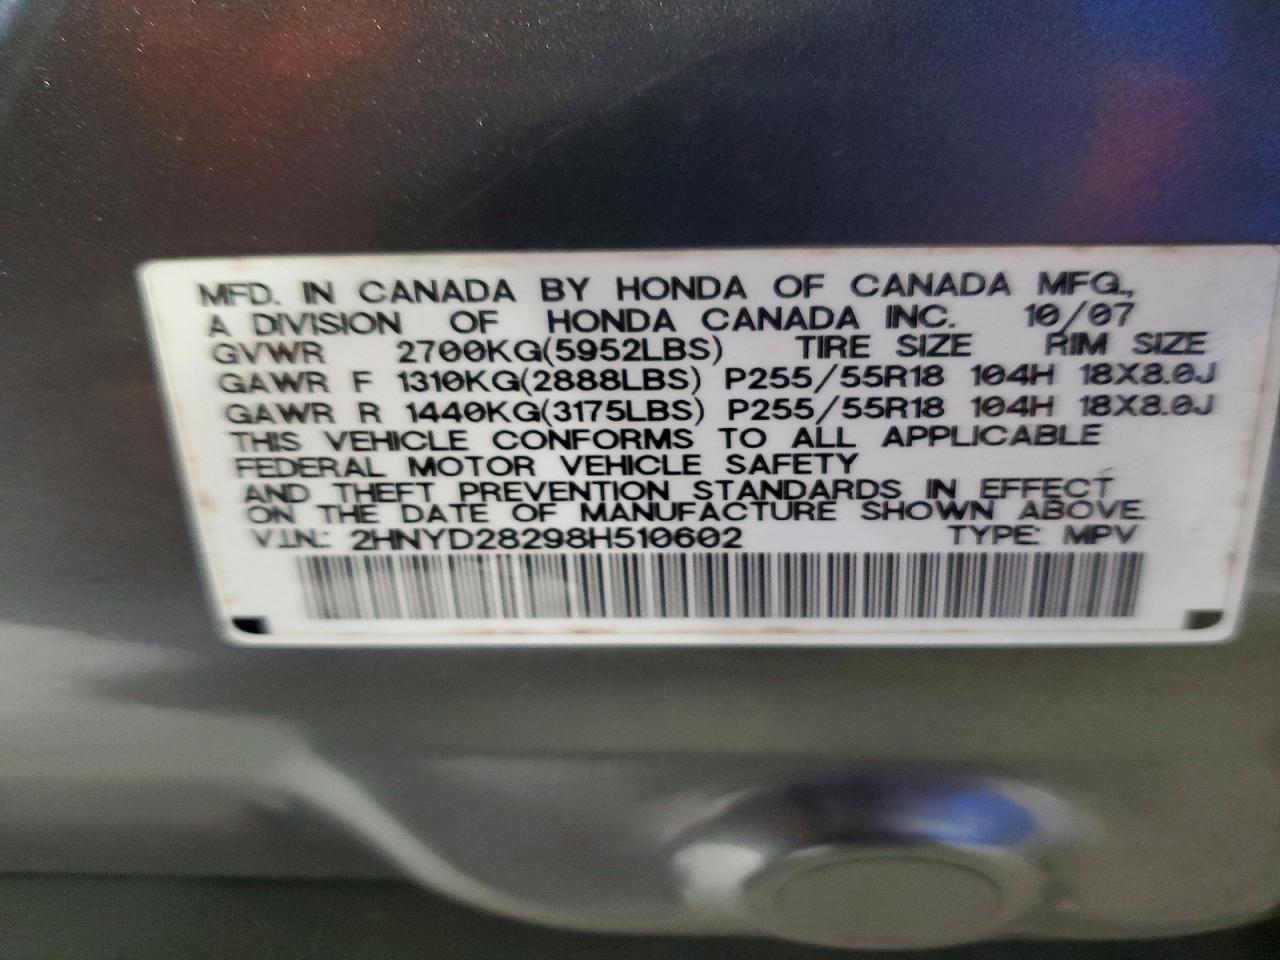 MFD. IN CANADA BY HONDA OF CANADA MFG.,
A DIVISION OF HONDA CANADA INC. 10/07
GVWR 2700KG(5952LBS) TIRE SIZE RIM SIZE
GAWR F 1310KG(2888LBS) P255/55R18 104H 18X8.0J
GAWR R 1440KG(3175LBS) P255/55R18 104H 18X8.0J
THIS VEHICLE CONFORMS TO ALL APPLICABLE
FEDERAL MOTOR VEHICLE SAFETY
AND THEFT PREVENTION STANDARDS IN EFFECT
ON THE DATE OF MANUFACTURE SHOWN ABOVE.
V.I.N.: 2HNYD28298H510602 TYPE: MPV